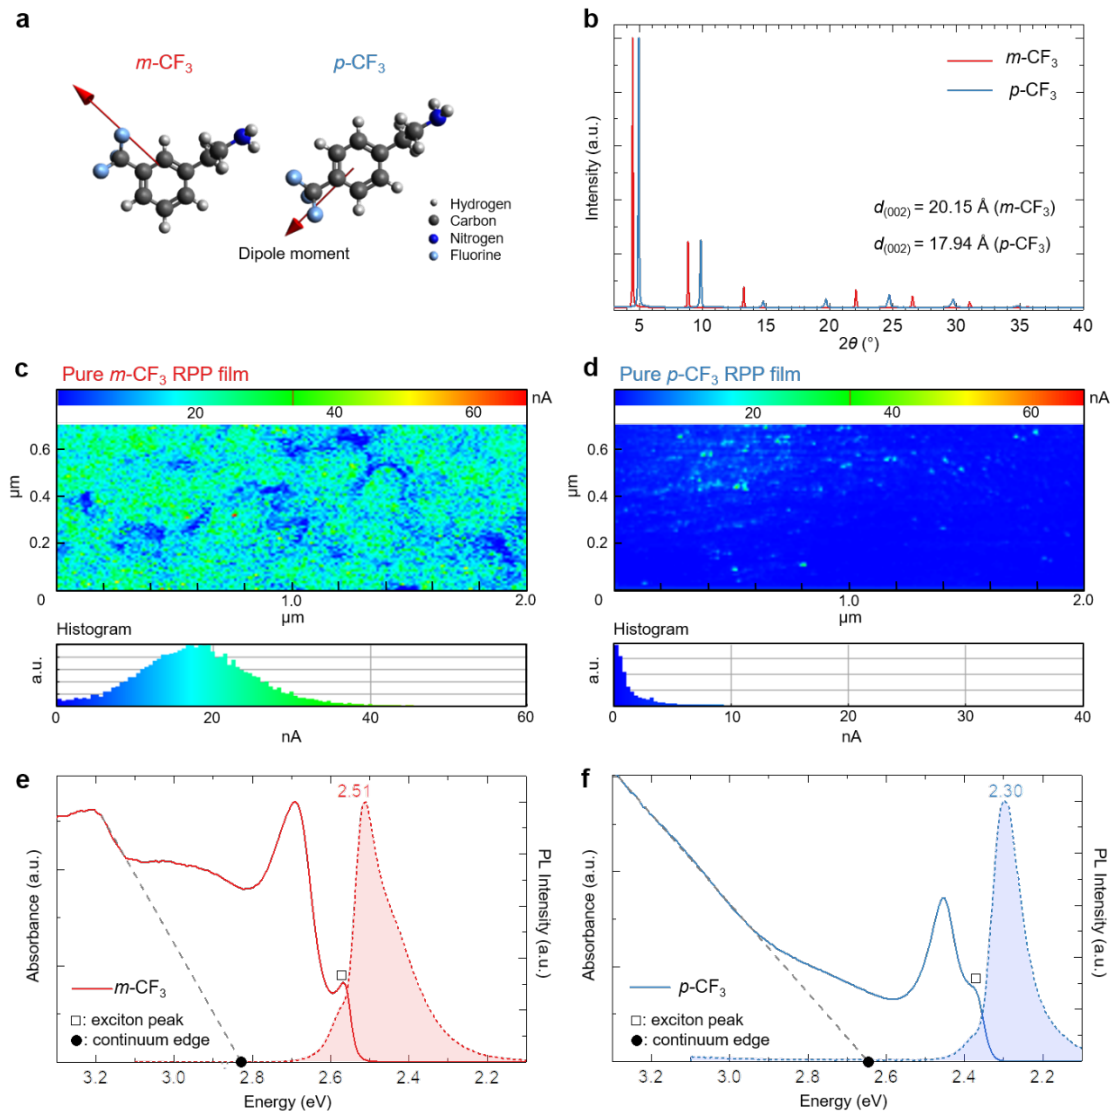 a
m-CF₃
p-CF₃
Dipole moment
Hydrogen
Carbon
Nitrogen
Fluorine
b
Intensity (a.u.)
m-CF₃
p-CF₃
d(002) = 20.15 Å (m-CF₃)
d(002) = 17.94 Å (p-CF₃)
5 10 15 20 25 30 35 40
2θ (°)
c
Pure m-CF₃ RPP film
20 40 60 nA
0.6
0.4
0.2
0
µm
1.0 2.0
µm
Histogram
a.u.
0 20 40 60
nA
d
Pure p-CF₃ RPP film
20 40 60 nA
0.6
0.4
0.2
0
µm
1.0 2.0
µm
Histogram
a.u.
0 10 20 30 40
nA
e
2.51
Absorbance (a.u.)
PL Intensity (a.u.)
m-CF₃
□: exciton peak
●: continuum edge
3.2 3.0 2.8 2.6 2.4 2.2
Energy (eV)
f
2.30
Absorbance (a.u.)
PL Intensity (a.u.)
p-CF₃
□: exciton peak
●: continuum edge
3.2 3.0 2.8 2.6 2.4 2.2
Energy (eV)